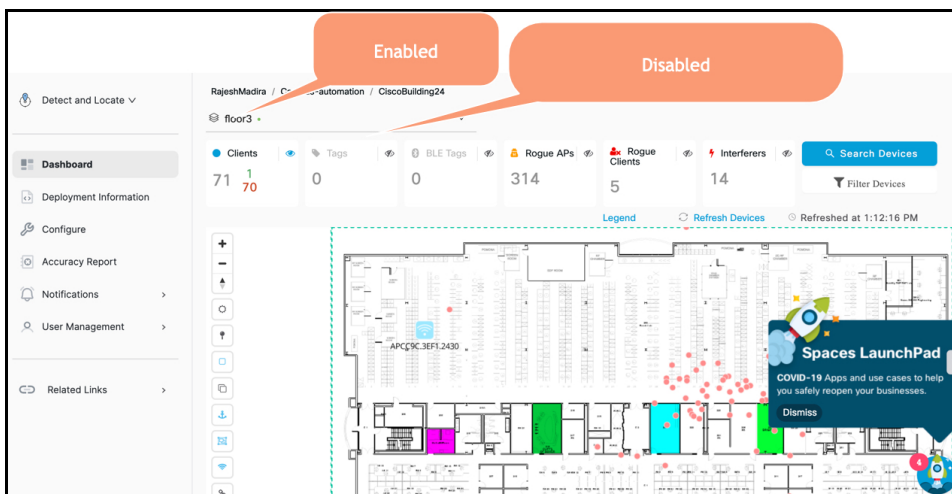 Enabled
Disabled
Detect and Locate
RajeshMadira / -automation / CiscoBuilding24
floor3
Dashboard
Deployment Information
Configure
Accuracy Report
Notifications
User Management
Related Links
Clients
71 1
70
Tags
0
BLE Tags
0
Rogue APs
314
Rogue
Clients
5
Interferers
14
Search Devices
Filter Devices
Legend
Refresh Devices
Refreshed at 1:12:16 PM
APCC9C.3EF1.2430
Spaces LaunchPad
COVID-19 Apps and use cases to help
you safely reopen your businesses.
Dismiss
4